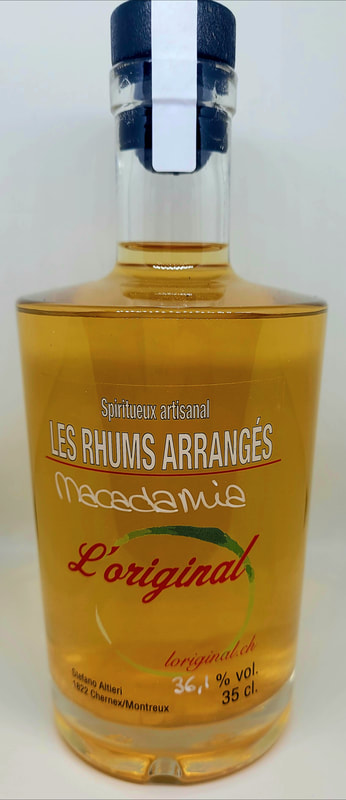 Spiritueux artisanal
LES RHUMS ARRANGÉS
Macadamia
L'original
loriginal.ch
Stefano Altieri
1822 Chernex/Montreux
36,1 % vol.
35 cl.